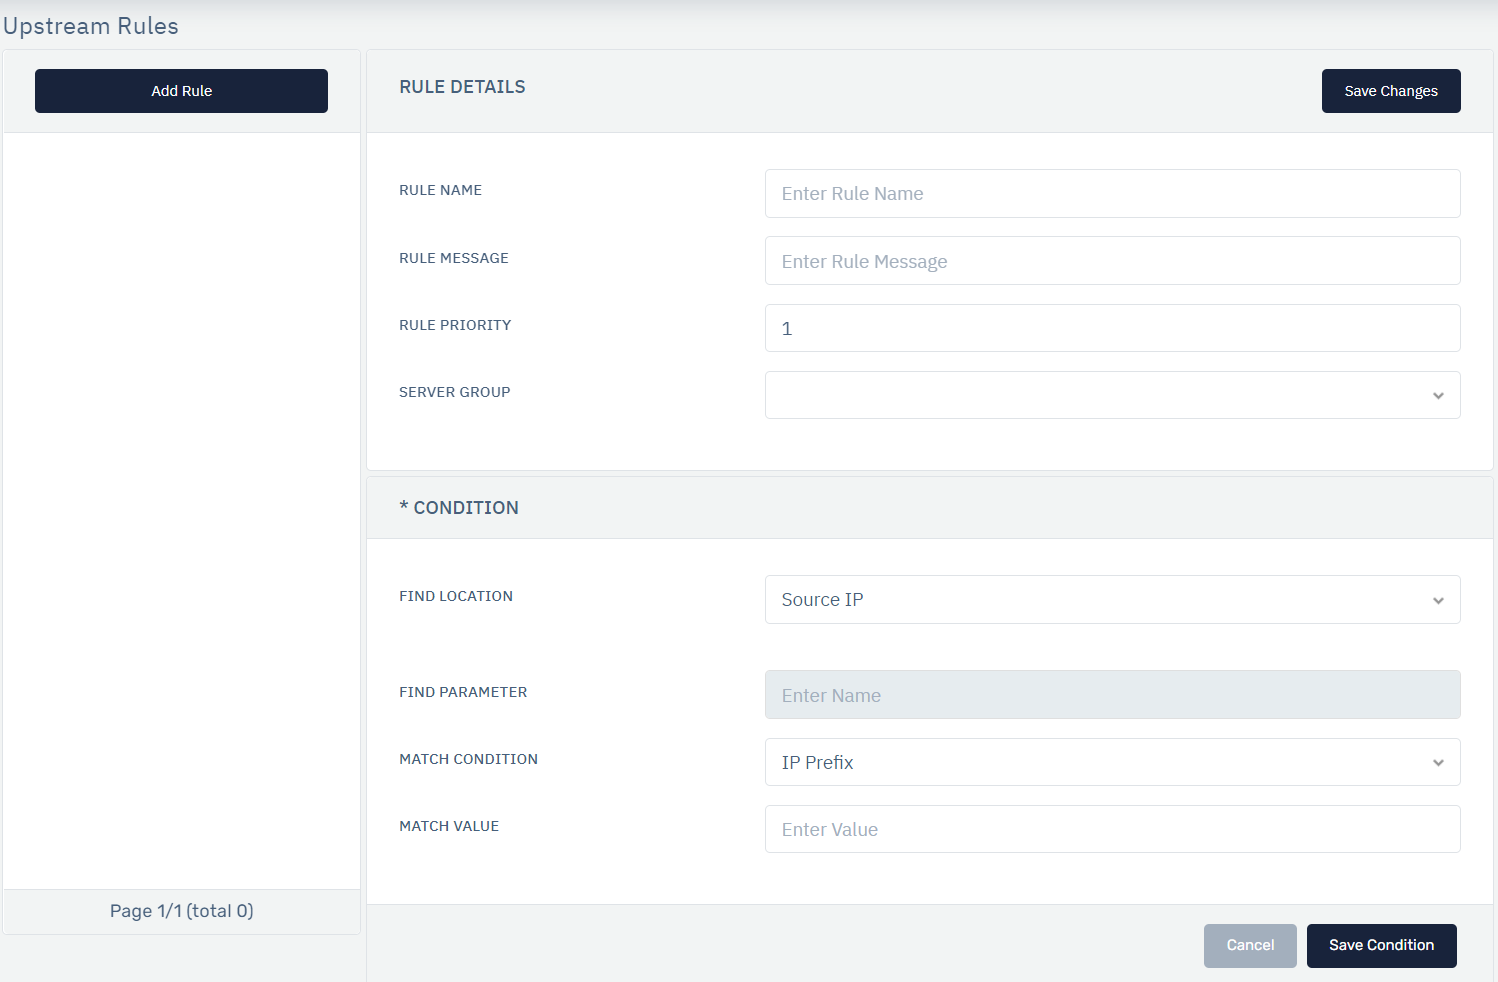 Upstream Rules
Add Rule
Page 1/1 (total 0)
RULE DETAILS
Save Changes
RULE NAME
Enter Rule Name
RULE MESSAGE
Enter Rule Message
RULE PRIORITY
1
SERVER GROUP
* CONDITION
FIND LOCATION
Source IP
FIND PARAMETER
Enter Name
MATCH CONDITION
IP Prefix
MATCH VALUE
Enter Value
Cancel
Save Condition